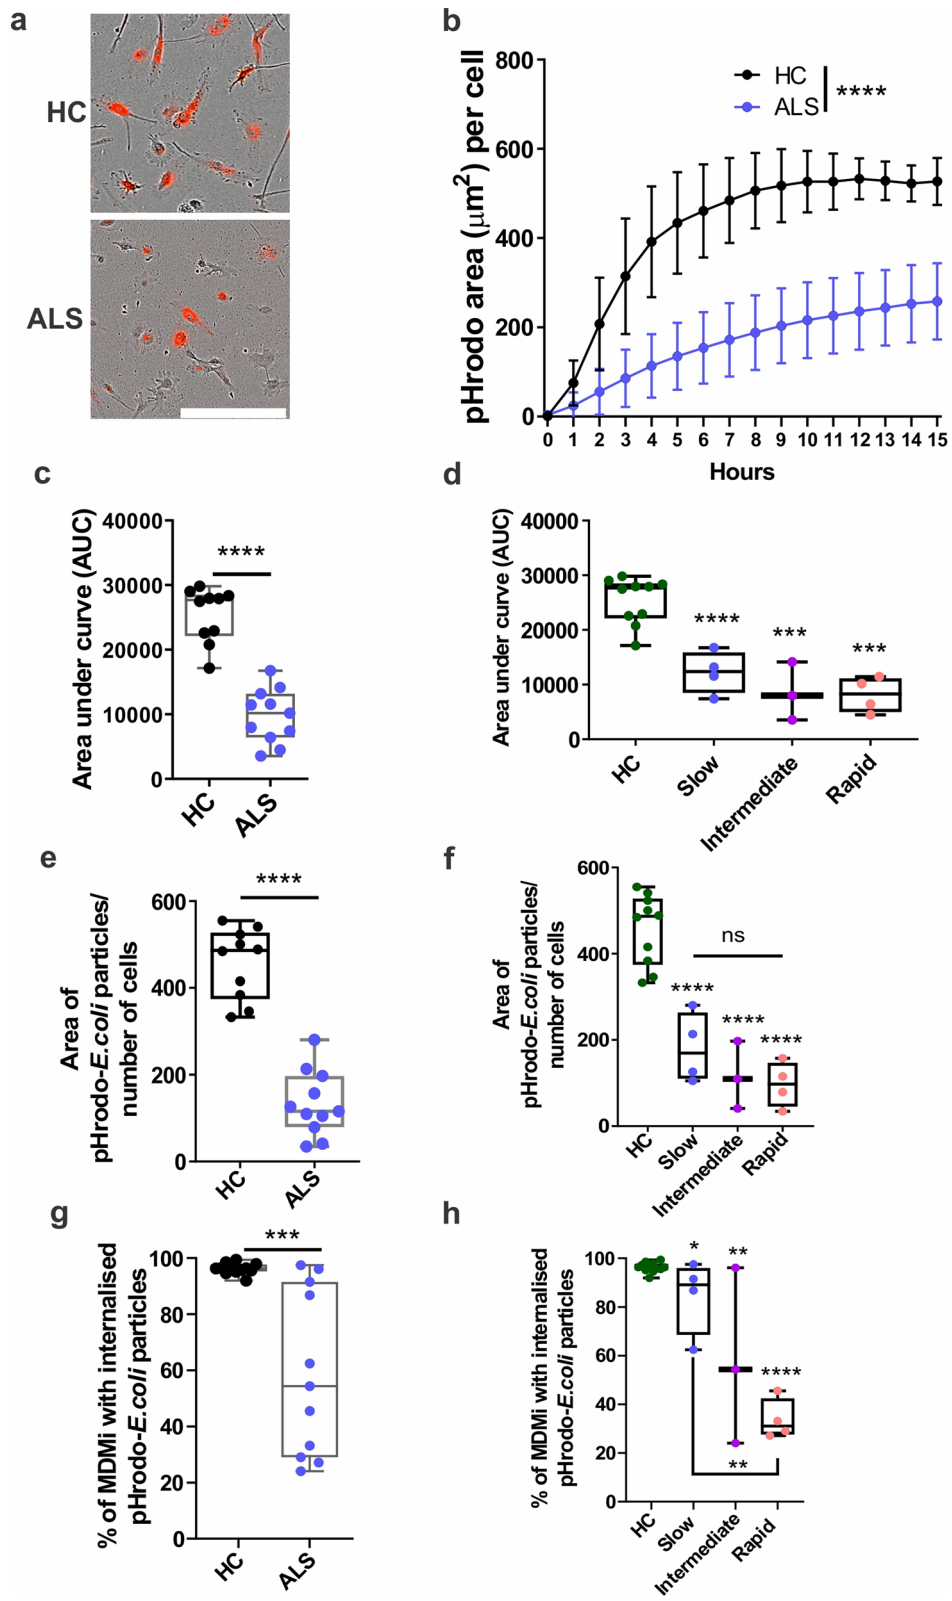 a
HC
ALS
b
pHrodo area (μm²) per cell
800
600
400
200
0
HC
ALS
****
0 1 2 3 4 5 6 7 8 9 10 11 12 13 14 15
Hours
c
Area under curve (AUC)
40000
30000
20000
10000
0
****
HC
ALS
d
Area under curve (AUC)
40000
30000
20000
10000
0
****
***
***
HC
Slow
Intermediate
Rapid
e
Area of
pHrodo-E.coli particles/
number of cells
600
400
200
0
****
HC
ALS
f
Area of
pHrodo-E.coli particles/
number of cells
600
400
200
0
ns
****
****
****
HC
Slow
Intermediate
Rapid
g
% of MDMi with internalised
pHrodo-E.coli particles
100
80
60
40
20
0
***
HC
ALS
h
% of MDMi with internalised
pHrodo-E.coli particles
100
80
60
40
20
0
*
**
****
**
HC
Slow
Intermediate
Rapid